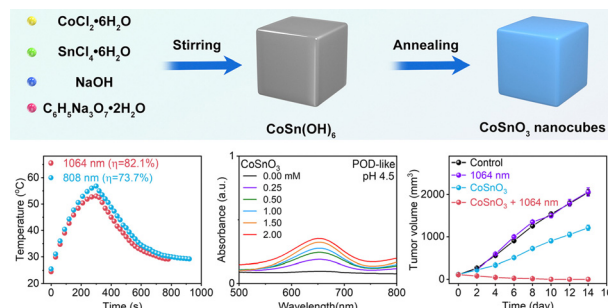 CoCl2•6H2O
SnCl4•6H2O
NaOH
C6H5Na3O7•2H2O
Stirring
CoSn(OH)6
Annealing
CoSnO3 nanocubes
1064 nm (η=82.1%)
808 nm (η=73.7%)
Temperature (°C)
60
50
40
30
20
0 200 400 600 800 1000
Time (s)
CoSnO3
0.00 mM
0.25
0.50
1.00
1.50
2.00
POD-like
pH 4.5
Absorbance (a.u.)
2
1
0
500 600 700 800
Wavelength(nm)
Control
1064 nm
CoSnO3
CoSnO3 + 1064 nm
Tumor volume (mm3)
2000
1000
0
0 2 4 6 8 10 12 14 16
Time (day)